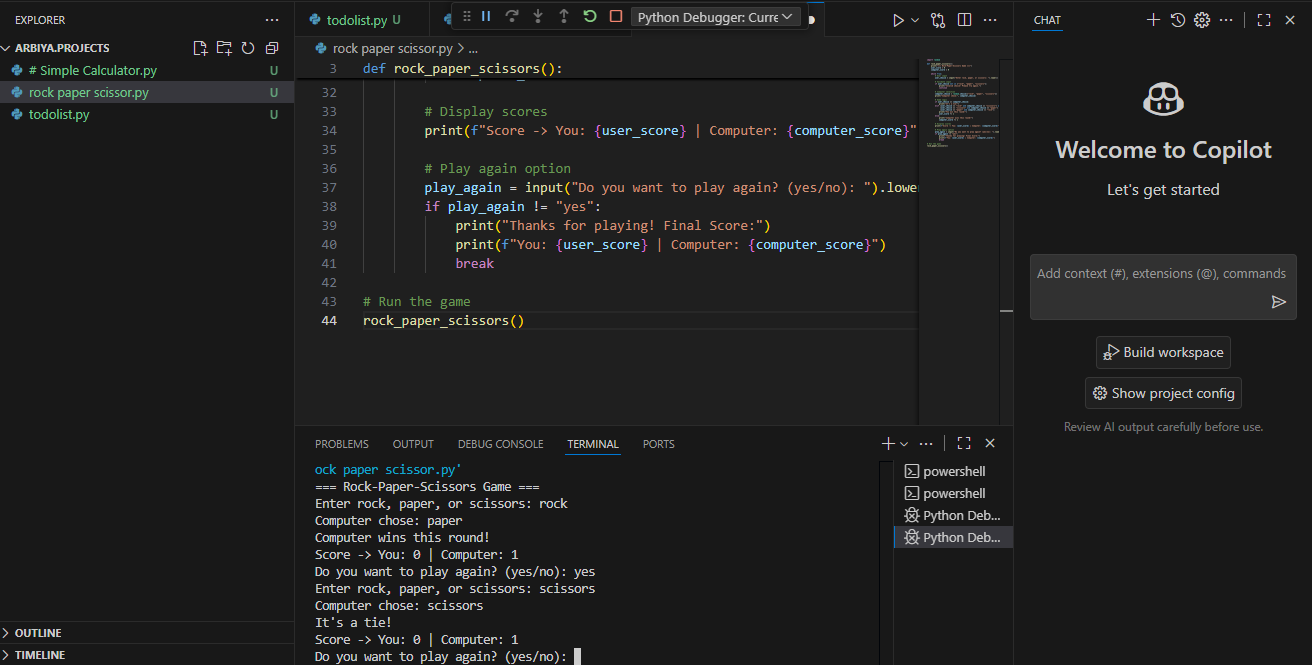 EXPLORER
ARBIYA.PROJECTS
# Simple Calculator.py U
rock paper scissor.py U
todolist.py U
OUTLINE
TIMELINE
todolist.py U
Python Debugger: Curre
rock paper scissor.py > ...
3 def rock_paper_scissors():
32
33 # Display scores
34 print(f"Score -> You: {user_score} | Computer: {computer_score}"
35
36 # Play again option
37 play_again = input("Do you want to play again? (yes/no): ").lowe
38 if play_again != "yes":
39 print("Thanks for playing! Final Score:")
40 print(f"You: {user_score} | Computer: {computer_score}")
41 break
42
43 # Run the game
44 rock_paper_scissors()
PROBLEMS OUTPUT DEBUG CONSOLE TERMINAL PORTS
ock paper scissor.py'
=== Rock-Paper-Scissors Game ===
Enter rock, paper, or scissors: rock
Computer chose: paper
Computer wins this round!
Score -> You: 0 | Computer: 1
Do you want to play again? (yes/no): yes
Enter rock, paper, or scissors: scissors
Computer chose: scissors
It's a tie!
Score -> You: 0 | Computer: 1
Do you want to play again? (yes/no):
powershell
powershell
Python Deb...
Python Deb...
CHAT
Welcome to Copilot
Let's get started
Add context (#), extensions (@), commands
Build workspace
Show project config
Review AI output carefully before use.